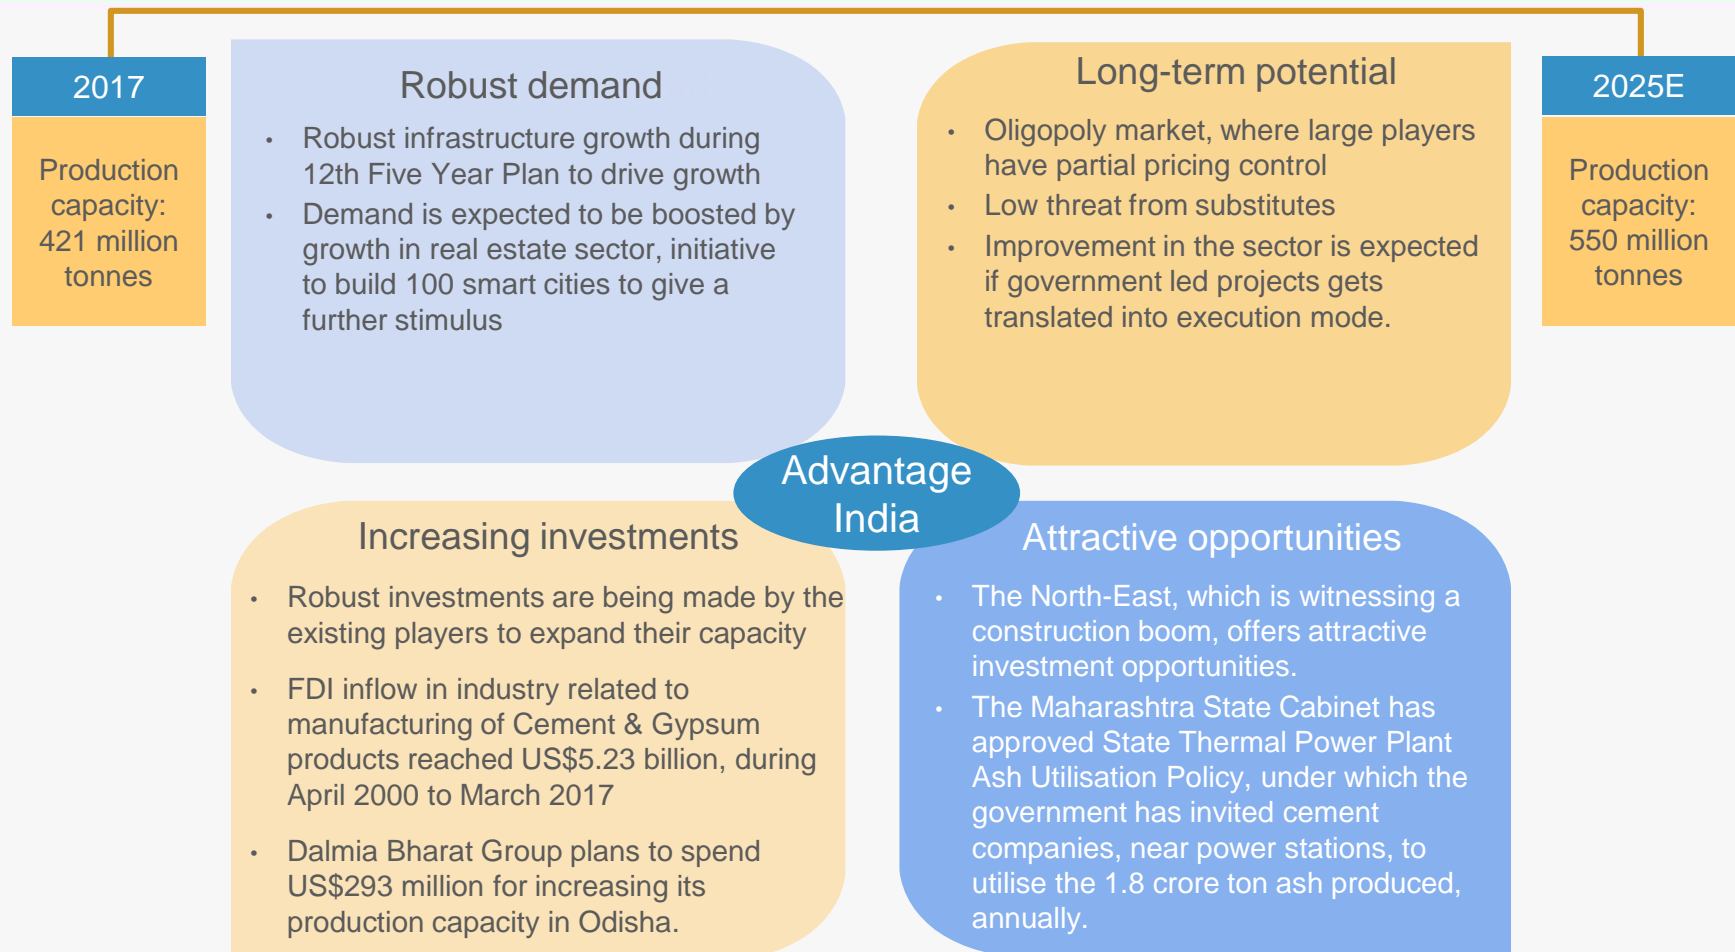 2017
Production
capacity:
421 million
tonnes
Robust demand
• Robust infrastructure growth during
12th Five Year Plan to drive growth
• Demand is expected to be boosted by
growth in real estate sector, initiative
to build 100 smart cities to give a
further stimulus
Long-term potential
• Oligopoly market, where large players
have partial pricing control
• Low threat from substitutes
• Improvement in the sector is expected
if government led projects gets
translated into execution mode.
2025E
Production
capacity:
550 million
tonnes
Advantage
India
Increasing investments
• Robust investments are being made by the
existing players to expand their capacity
• FDI inflow in industry related to
manufacturing of Cement & Gypsum
products reached US$5.23 billion, during
April 2000 to March 2017
• Dalmia Bharat Group plans to spend
US$293 million for increasing its
production capacity in Odisha.
Attractive opportunities
• The North-East, which is witnessing a
construction boom, offers attractive
investment opportunities.
• The Maharashtra State Cabinet has
approved State Thermal Power Plant
Ash Utilisation Policy, under which the
government has invited cement
companies, near power stations, to
utilise the 1.8 crore ton ash produced,
annually.